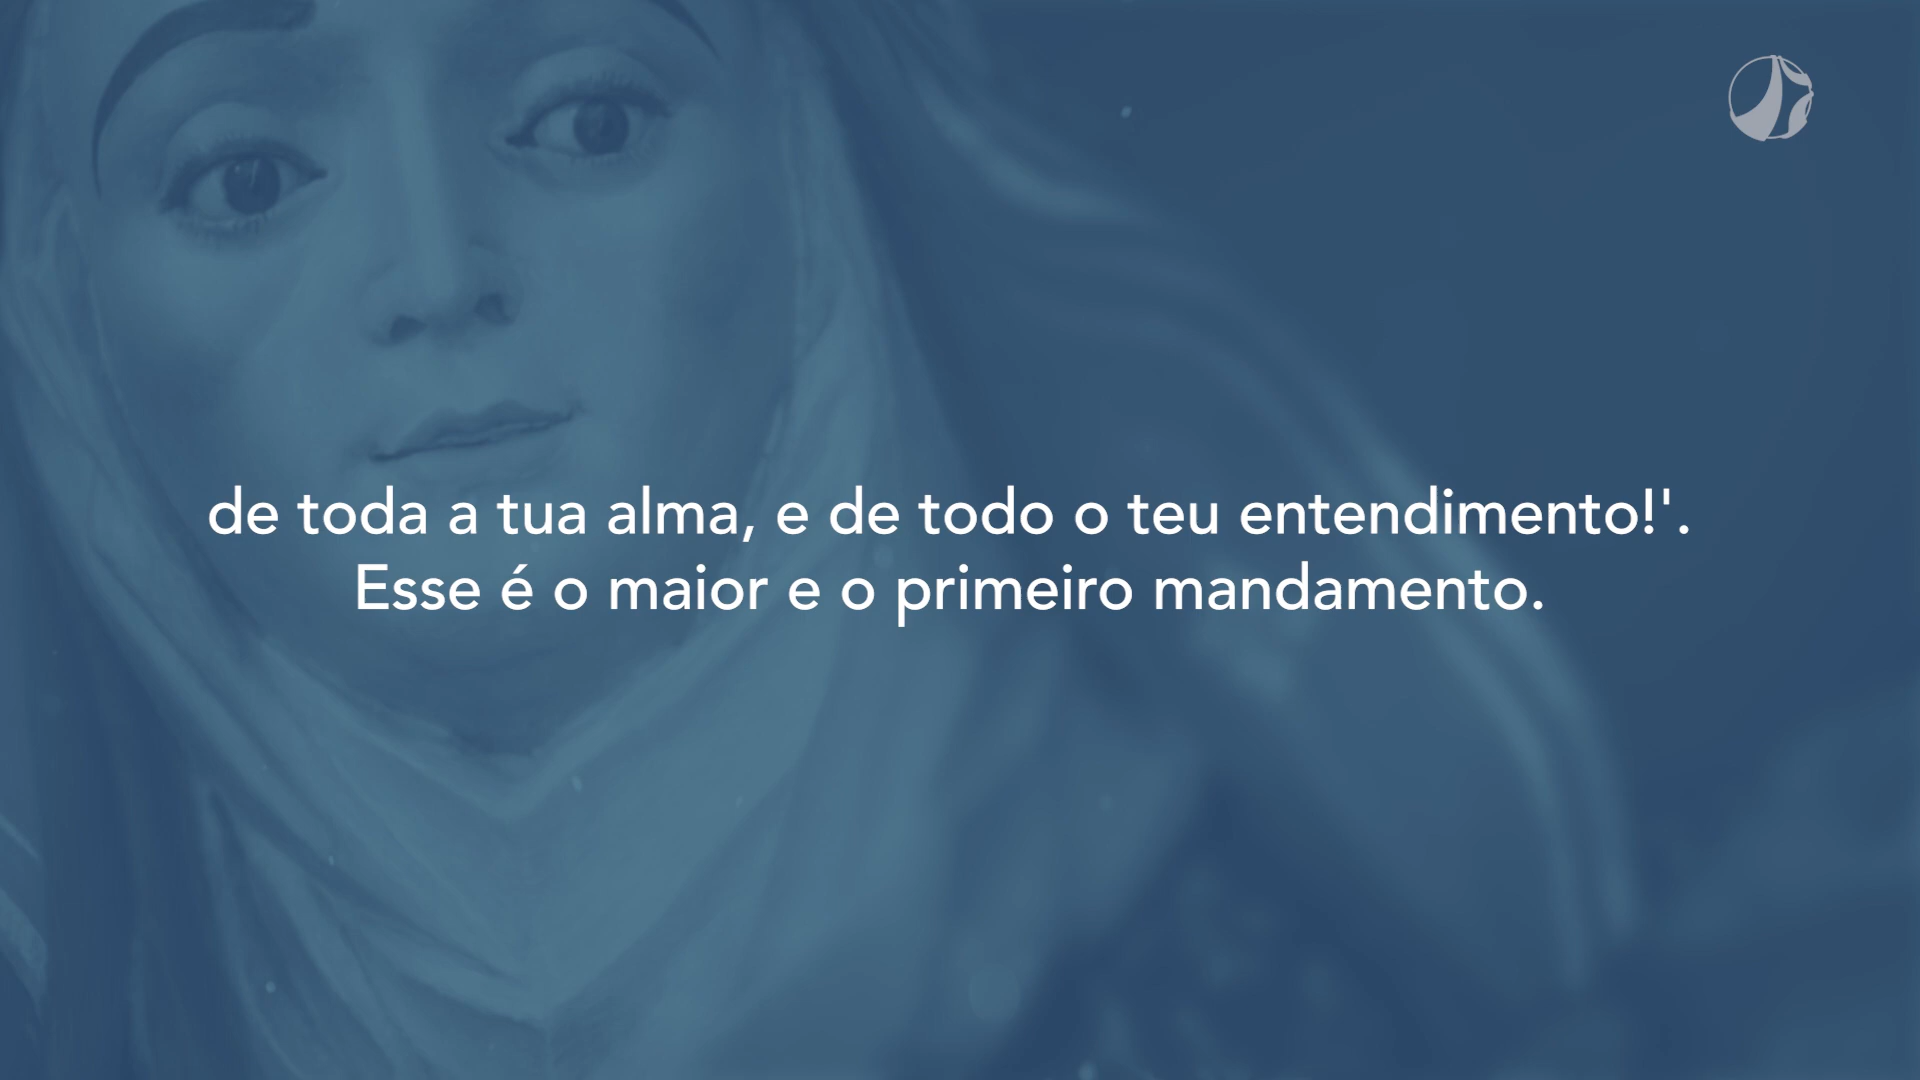 de toda a tua alma, e de todo o teu entendimento!'.
Esse é o maior e o primeiro mandamento.